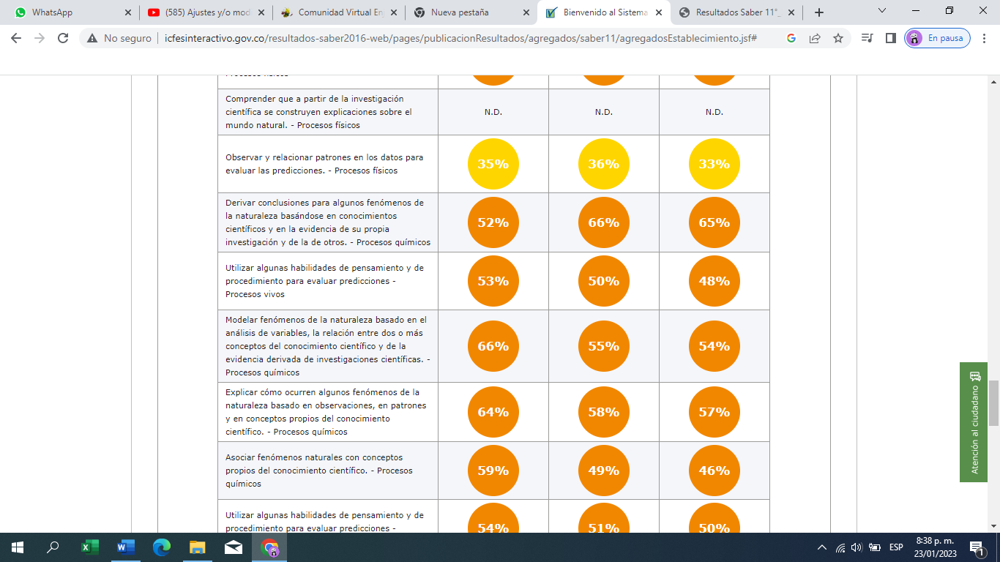 WhatsApp
(585) Ajustes y/o mod
Comunidad Virtual En
Nueva pestaña
Bienvenido al Sistema
Resultados Saber 11°_
No seguro
icfesinteractivo.gov.co/resultados-saber2016-web/pages/publicacionResultados/agregados/saber11/agregadosEstablecimiento.jsf#
En pausa
Comprender que a partir de la investigación
científica se construyen explicaciones sobre el
mundo natural. - Procesos físicos
N.D.
N.D.
N.D.
Observar y relacionar patrones en los datos para
evaluar las predicciones. - Procesos físicos
35%
36%
33%
Derivar conclusiones para algunos fenómenos de
la naturaleza basándose en conocimientos
científicos y en la evidencia de su propia
investigación y de la de otros. - Procesos químicos
52%
66%
65%
Utilizar algunas habilidades de pensamiento y de
procedimiento para evaluar predicciones -
Procesos vivos
53%
50%
48%
Modelar fenómenos de la naturaleza basado en el
análisis de variables, la relación entre dos o más
conceptos del conocimiento científico y de la
evidencia derivada de investigaciones científicas. -
Procesos químicos
66%
55%
54%
Explicar cómo ocurren algunos fenómenos de la
naturaleza basado en observaciones, en patrones
y en conceptos propios del conocimiento
científico. - Procesos químicos
64%
58%
57%
Asociar fenómenos naturales con conceptos
propios del conocimiento científico. - Procesos
químicos
59%
49%
46%
Utilizar algunas habilidades de pensamiento y de
procedimiento para evaluar predicciones -
54%
51%
50%
Atención al ciudadano
ESP
8:38 p. m.
23/01/2023
1